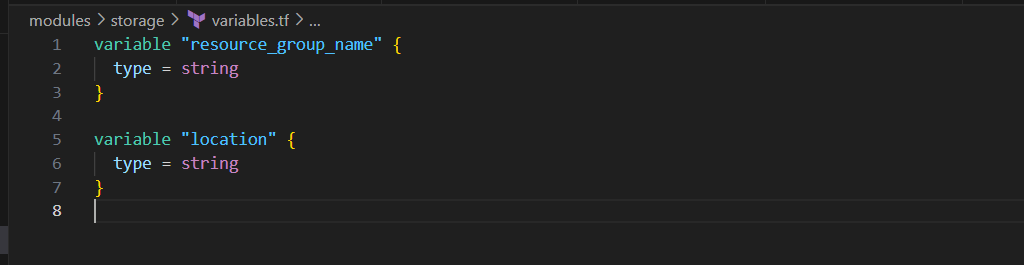 modules > storage > variables.tf > ...
1 variable "resource_group_name" {
2 type = string
3 }
4
5 variable "location" {
6 type = string
7 }
8